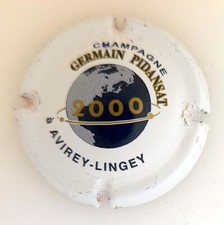 CHAMPAGNE
GERMAIN PIDANSAT
2000
à AVIREY-LINGEY